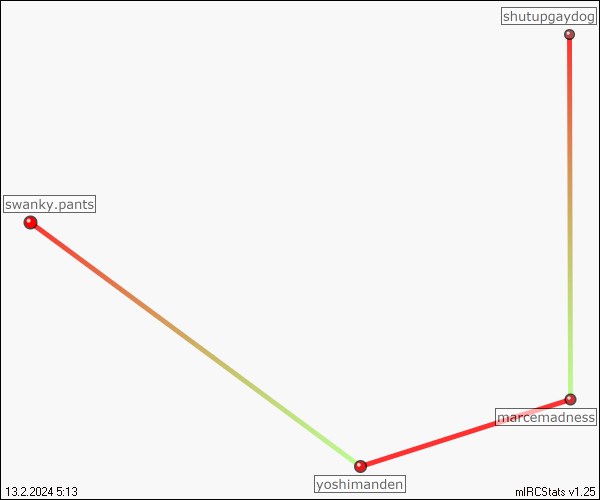 shutupgaydog
swanky.pants
marcemadness
yoshimanden
13.2.2024 5:13
mIRCStats v1.25